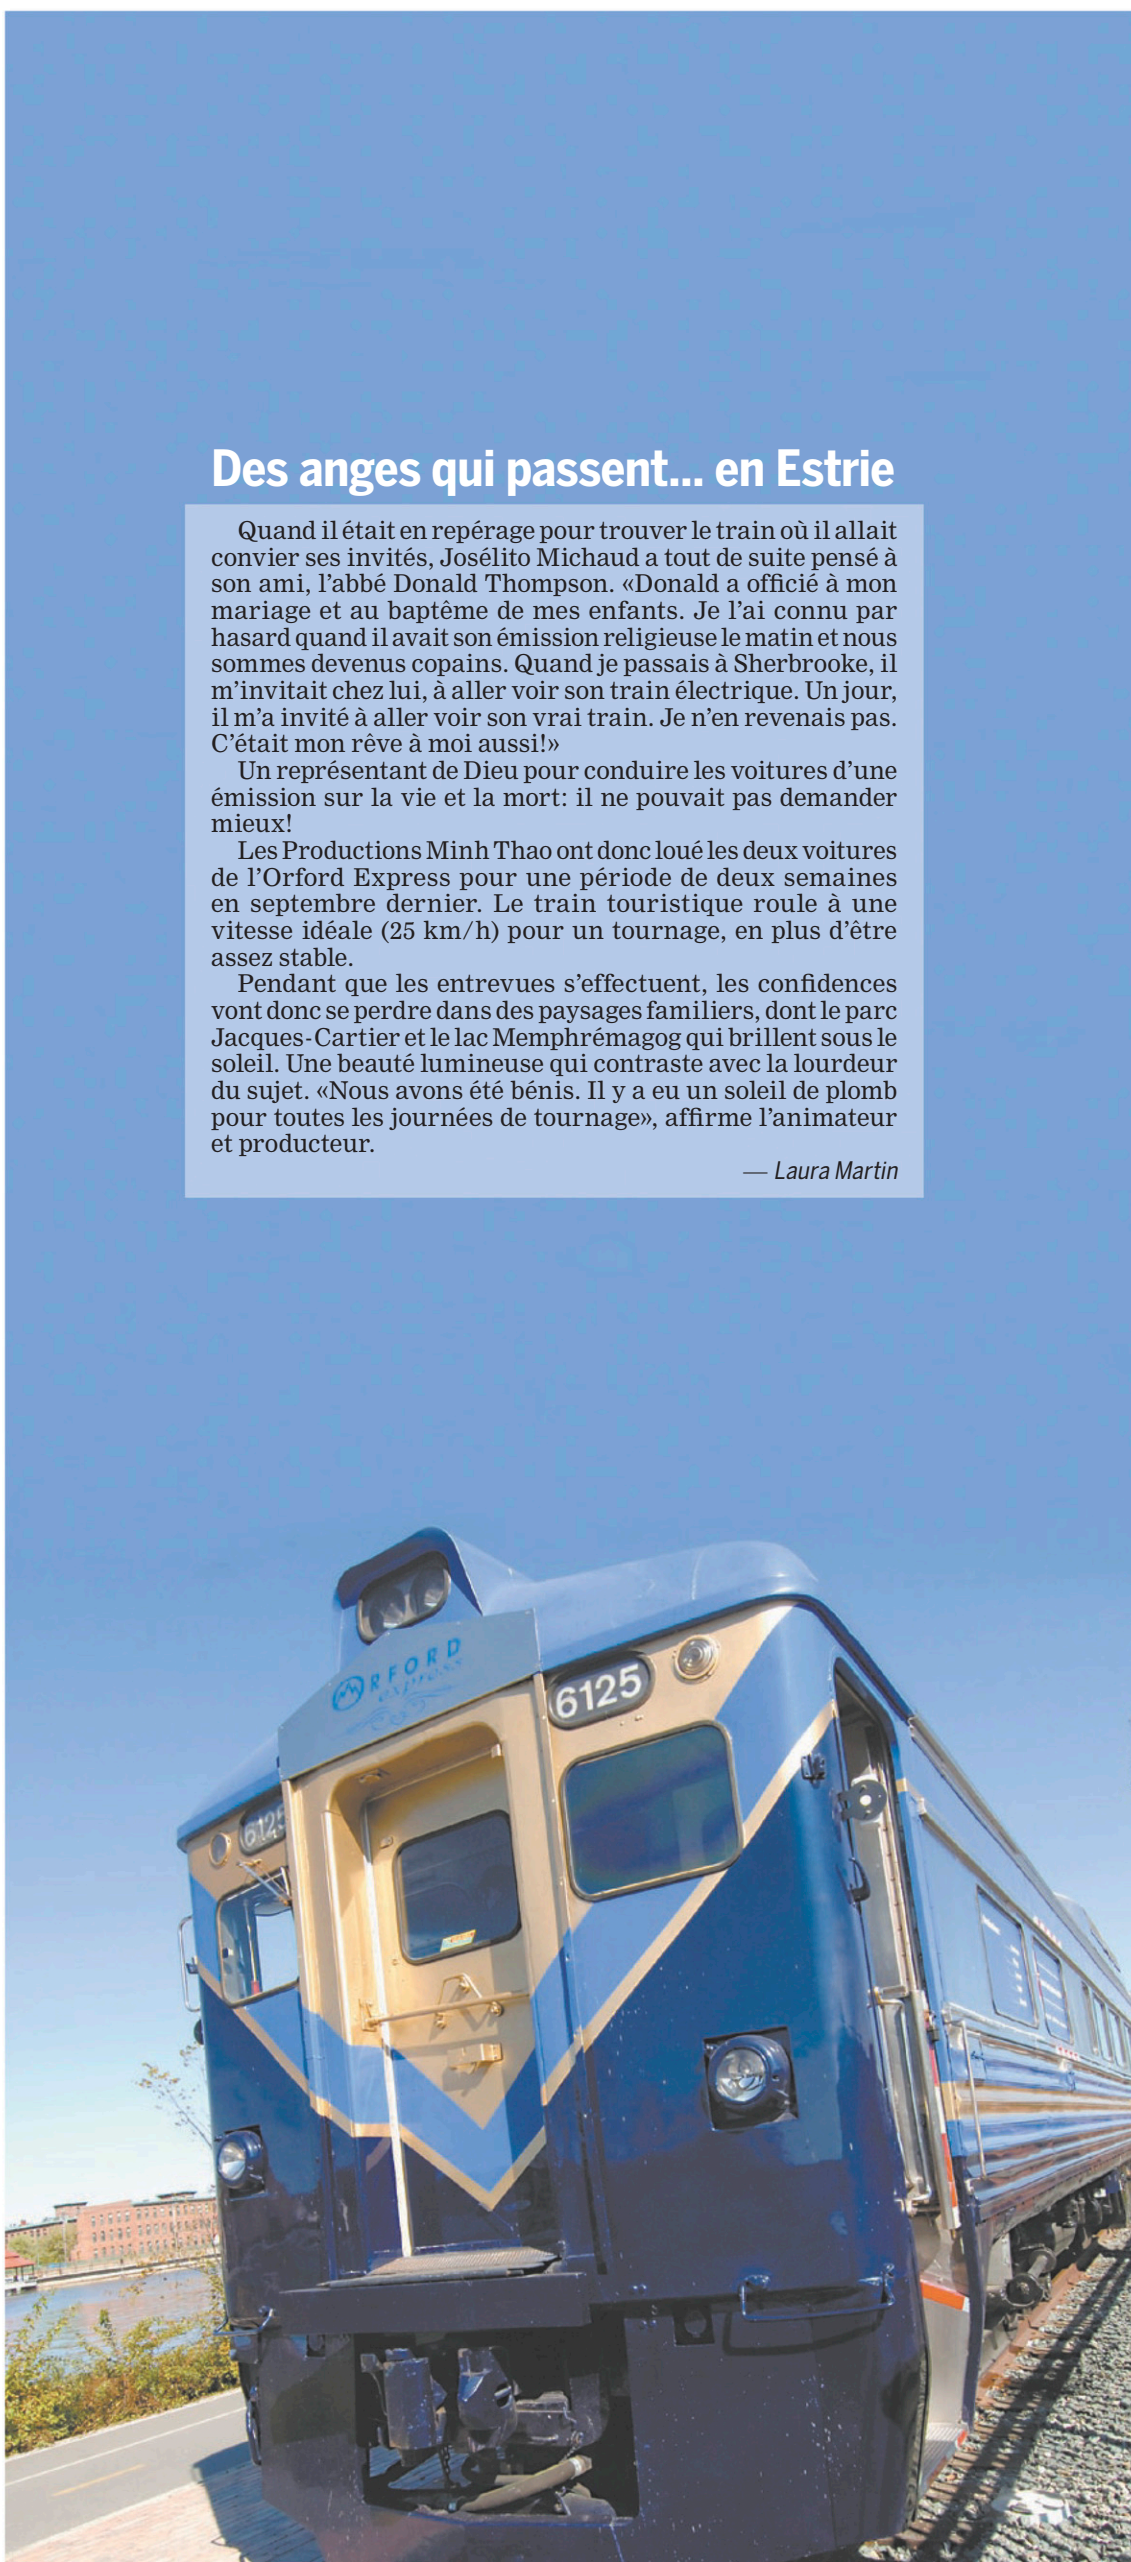 Des anges qui passent... en Estrie
Quand il était en repérage pour trouver le train où il allait
convier ses invités, Josélito Michaud a tout de suite pensé à
son ami, l’abbé Donald Thompson. «Donald a officié à mon
mariage et au baptême de mes enfants. Je l’ai connu par
hasard quand il avait son émission religieuse le matin et nous
sommes devenus copains. Quand je passais à Sherbrooke, il
m’invitait chez lui, à aller voir son train électrique. Un jour,
il m’a invité à aller voir son vrai train. Je n’en revenais pas.
C’était mon rêve à moi aussi!»
Un représentant de Dieu pour conduire les voitures d’une
émission sur la vie et la mort: il ne pouvait pas demander
mieux!
Les Productions Minh Thao ont donc loué les deux voitures
de l’Orford Express pour une période de deux semaines
en septembre dernier. Le train touristique roule à une
vitesse idéale (25 km/h) pour un tournage, en plus d’être
assez stable.
Pendant que les entrevues s’effectuent, les confidences
vont donc se perdre dans des paysages familiers, dont le parc
Jacques-Cartier et le lac Memphrémagog qui brillent sous le
soleil. Une beauté lumineuse qui contraste avec la lourdeur
du sujet. «Nous avons été bénis. Il y a eu un soleil de plomb
pour toutes les journées de tournage», affirme l’animateur
et producteur.
— Laura Martin
ORFORD
express
6125
6125